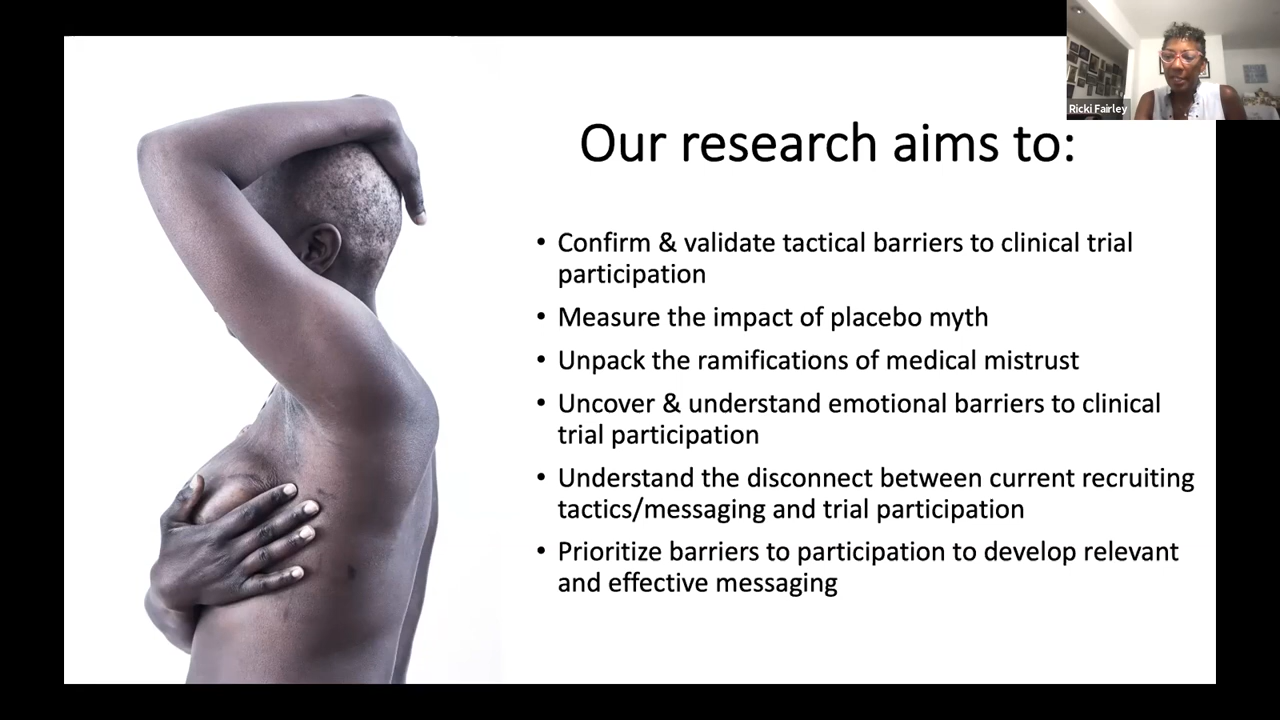 Ricki Fairley
Our research aims to:
• Confirm & validate tactical barriers to clinical trial
participation
• Measure the impact of placebo myth
• Unpack the ramifications of medical mistrust
• Uncover & understand emotional barriers to clinical
trial participation
• Understand the disconnect between current recruiting
tactics/messaging and trial participation
• Prioritize barriers to participation to develop relevant
and effective messaging